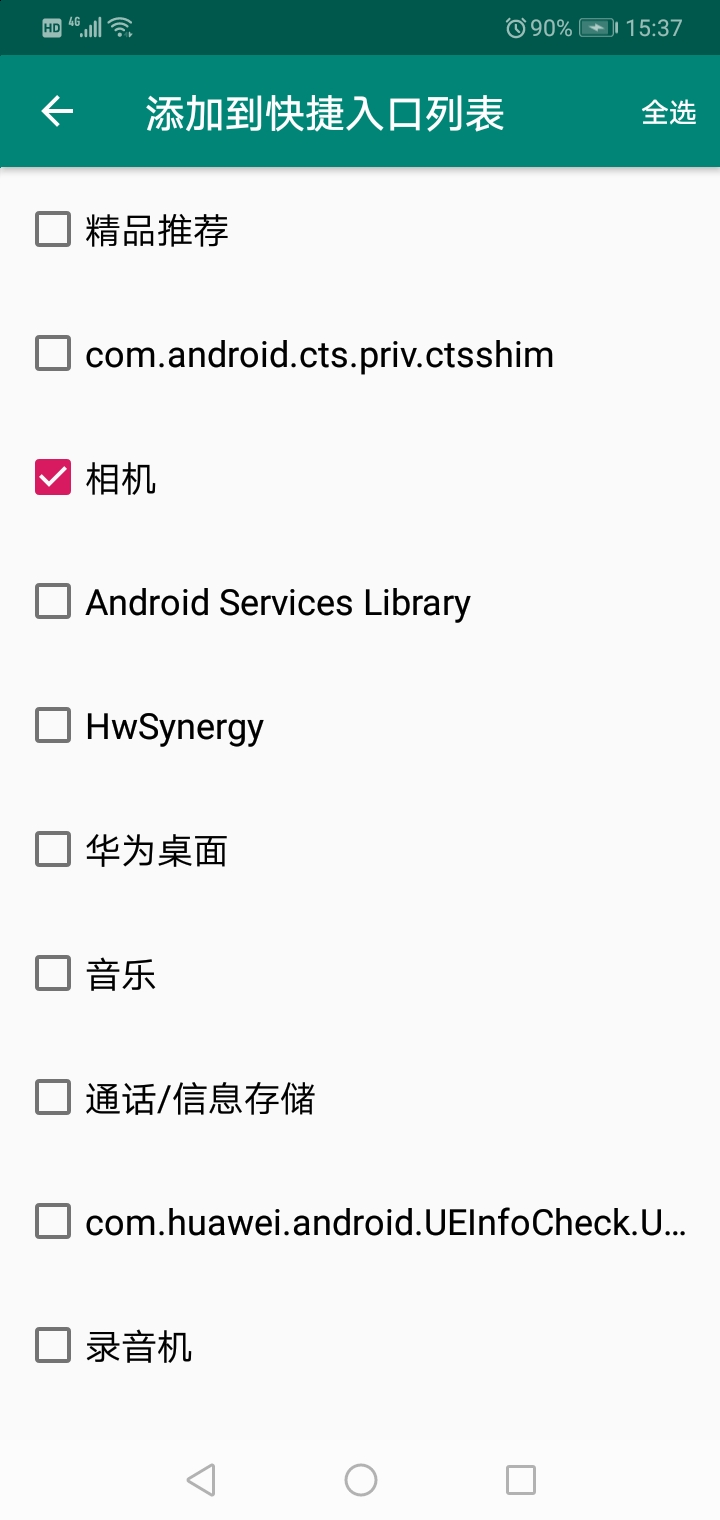 HD 4G 90% 15:37
添加到快捷入口列表 全选
精品推荐
com.android.cts.priv.ctsshim
相机
Android Services Library
HwSynergy
华为桌面
音乐
通话/信息存储
com.huawei.android.UEInfoCheck.U...
录音机